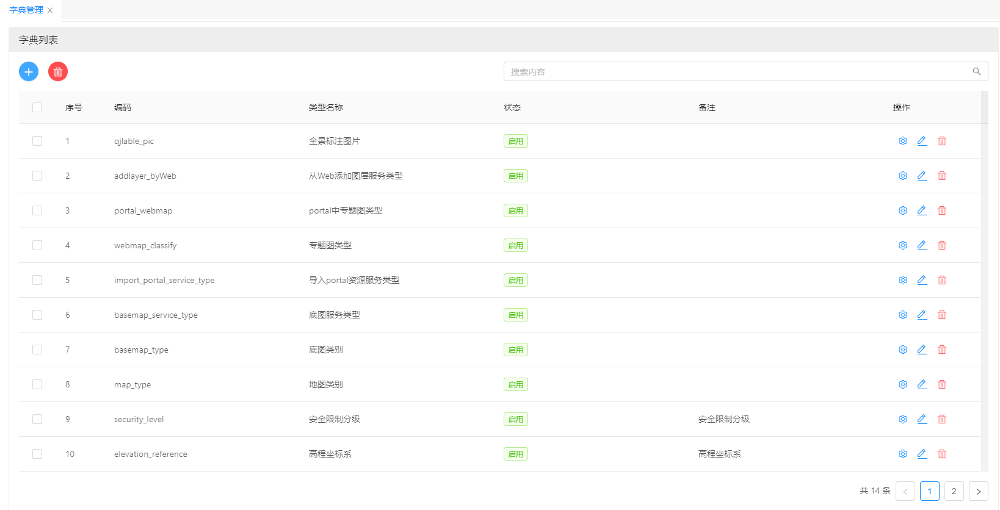 字典管理
字典列表
搜索内容
序号 编码 类型名称 状态 备注 操作
1 qjlable_pic 全景标注图片 启用
2 addlayer_byWeb 从Web添加图层服务类型 启用
3 portal_webmap portal中专题图类型 启用
4 webmap_classify 专题图类型 启用
5 import_portal_service_type 导入portal资源服务类型 启用
6 basemap_service_type 底图服务类型 启用
7 basemap_type 底图类别 启用
8 map_type 地图类别 启用
9 security_level 安全限制分级 启用 安全限制分级
10 elevation_reference 高程坐标系 启用 高程坐标系
共 14 条 < 1 2 >